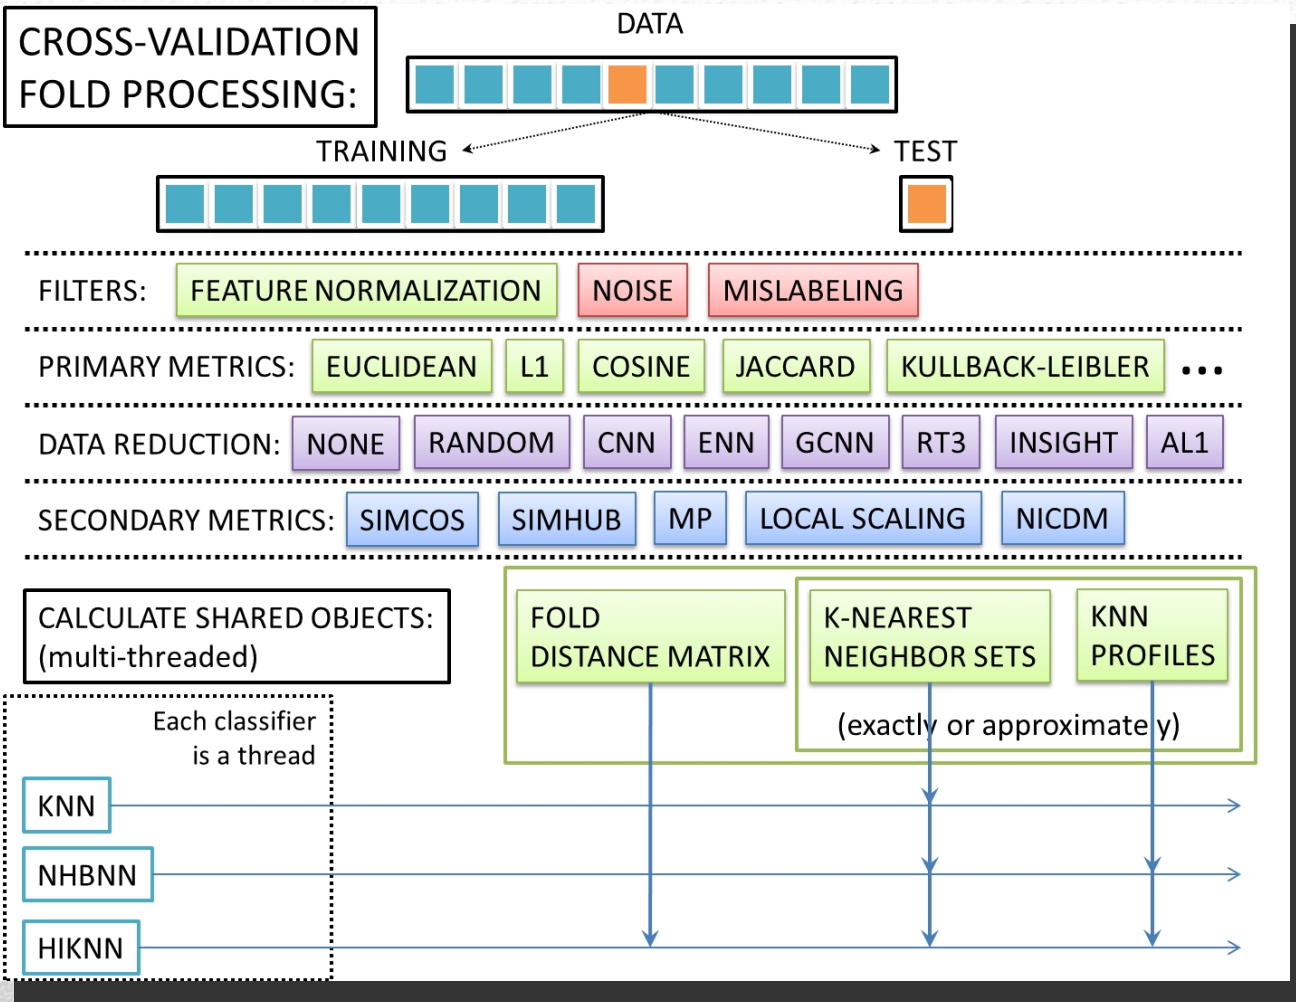 CROSS-VALIDATION
FOLD PROCESSING:
DATA
TRAINING
TEST
FILTERS: FEATURE NORMALIZATION NOISE MISLABELING
PRIMARY METRICS: EUCLIDEAN L1 COSINE JACCARD KULLBACK-LEIBLER ...
DATA REDUCTION: NONE RANDOM CNN ENN GCNN RT3 INSIGHT AL1
SECONDARY METRICS: SIMCOS SIMHUB MP LOCAL SCALING NICDM
CALCULATE SHARED OBJECTS:
(multi-threaded)
FOLD
DISTANCE MATRIX
K-NEAREST
NEIGHBOR SETS
KNN
PROFILES
(exactly or approximately)
Each classifier
is a thread
KNN
NHBNN
HIKNN